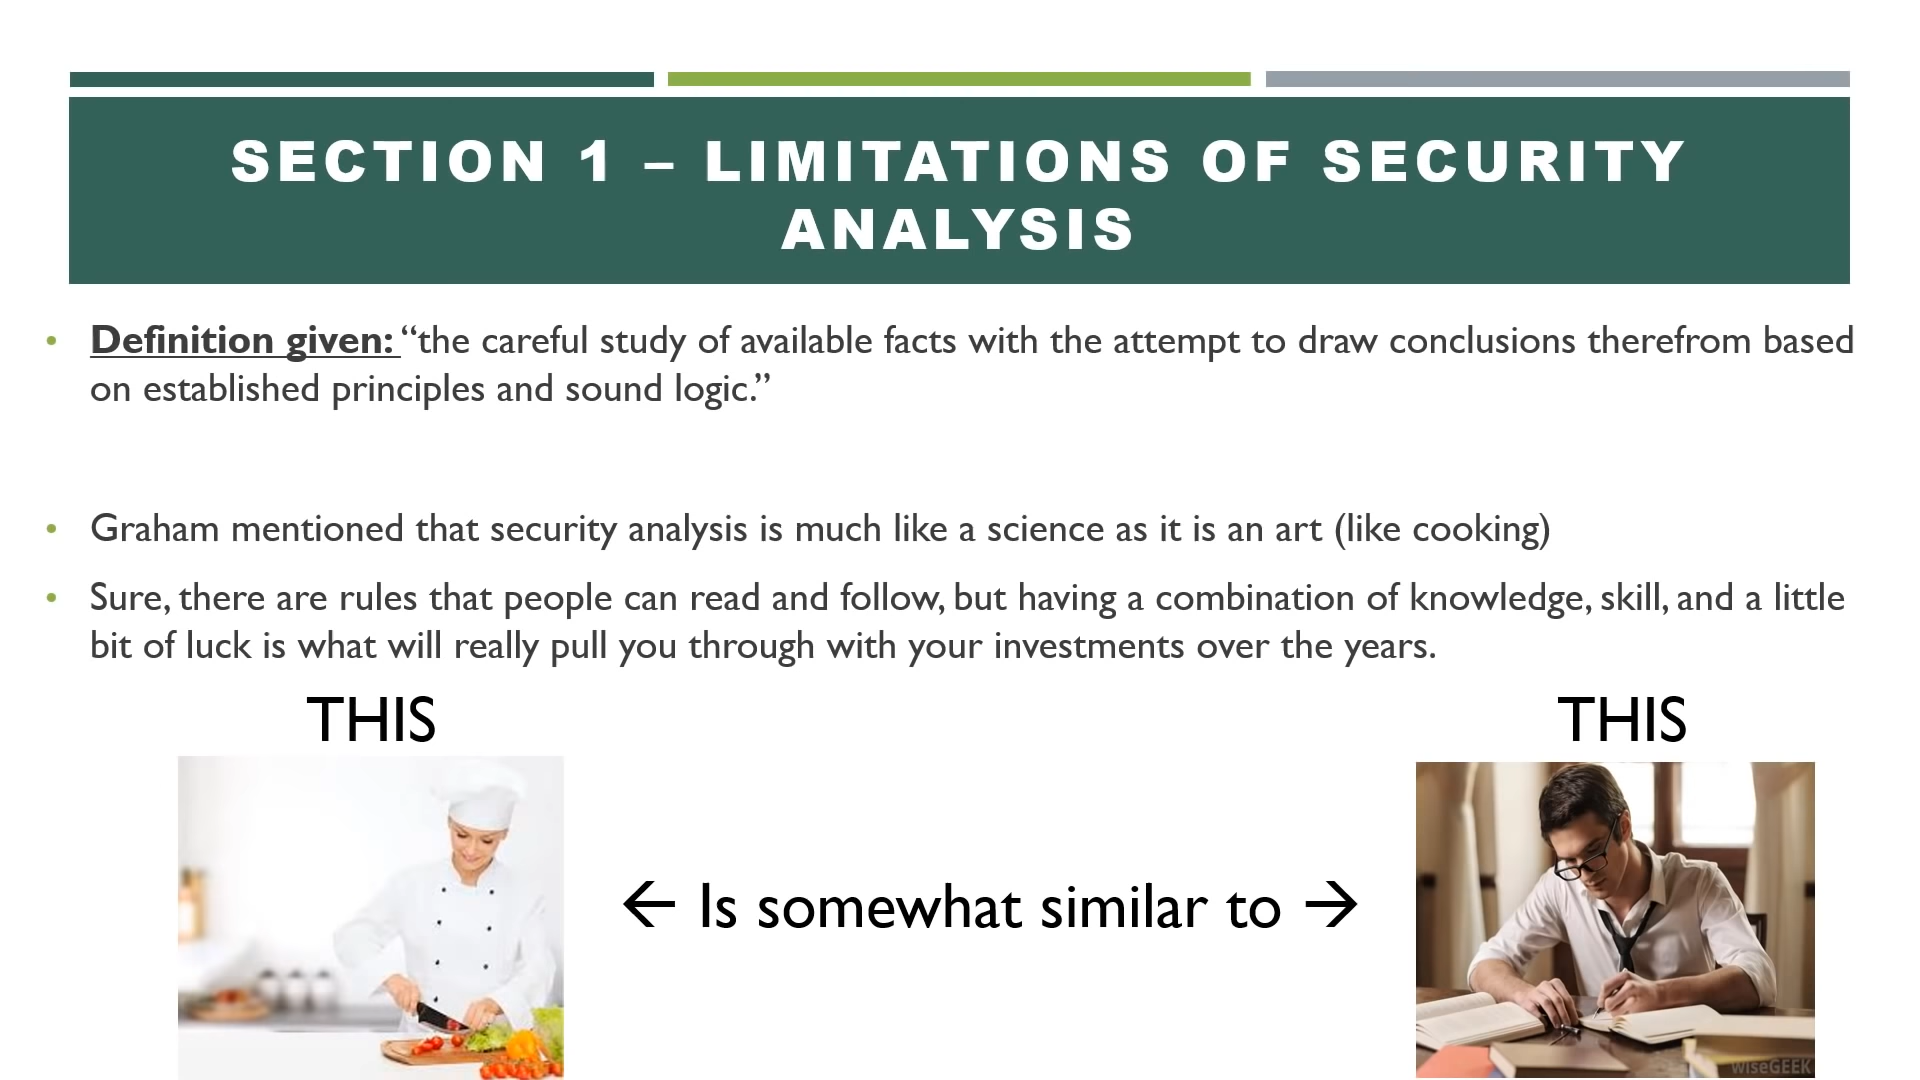 SECTION 1 – LIMITATIONS OF SECURITY
ANALYSIS
• Definition given: “the careful study of available facts with the attempt to draw conclusions therefrom based
on established principles and sound logic.”
• Graham mentioned that security analysis is much like a science as it is an art (like cooking)
• Sure, there are rules that people can read and follow, but having a combination of knowledge, skill, and a little
bit of luck is what will really pull you through with your investments over the years.
THIS
THIS
← Is somewhat similar to →
wiseGEEK